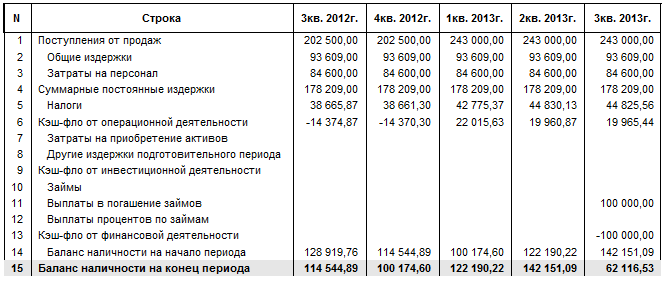 N Строка 3кв. 2012г. 4кв. 2012г. 1кв. 2013г. 2кв. 2013г. 3кв. 2013г.
1 Поступления от продаж 202 500,00 202 500,00 243 000,00 243 000,00 243 000,00
2 Общие издержки 93 609,00 93 609,00 93 609,00 93 609,00 93 609,00
3 Затраты на персонал 84 600,00 84 600,00 84 600,00 84 600,00 84 600,00
4 Суммарные постоянные издержки 178 209,00 178 209,00 178 209,00 178 209,00 178 209,00
5 Налоги 38 665,87 38 661,30 42 775,37 44 830,13 44 825,56
6 Кэш-фло от операционной деятельности -14 374,87 -14 370,30 22 015,63 19 960,87 19 965,44
7 Затраты на приобретение активов
8 Другие издержки подготовительного периода
9 Кэш-фло от инвестиционной деятельности
10 Займы
11 Выплаты в погашение займов 100 000,00
12 Выплаты процентов по займам
13 Кэш-фло от финансовой деятельности -100 000,00
14 Баланс наличности на начало периода 128 919,76 114 544,89 100 174,60 122 190,22 142 151,09
15 Баланс наличности на конец периода 114 544,89 100 174,60 122 190,22 142 151,09 62 116,53